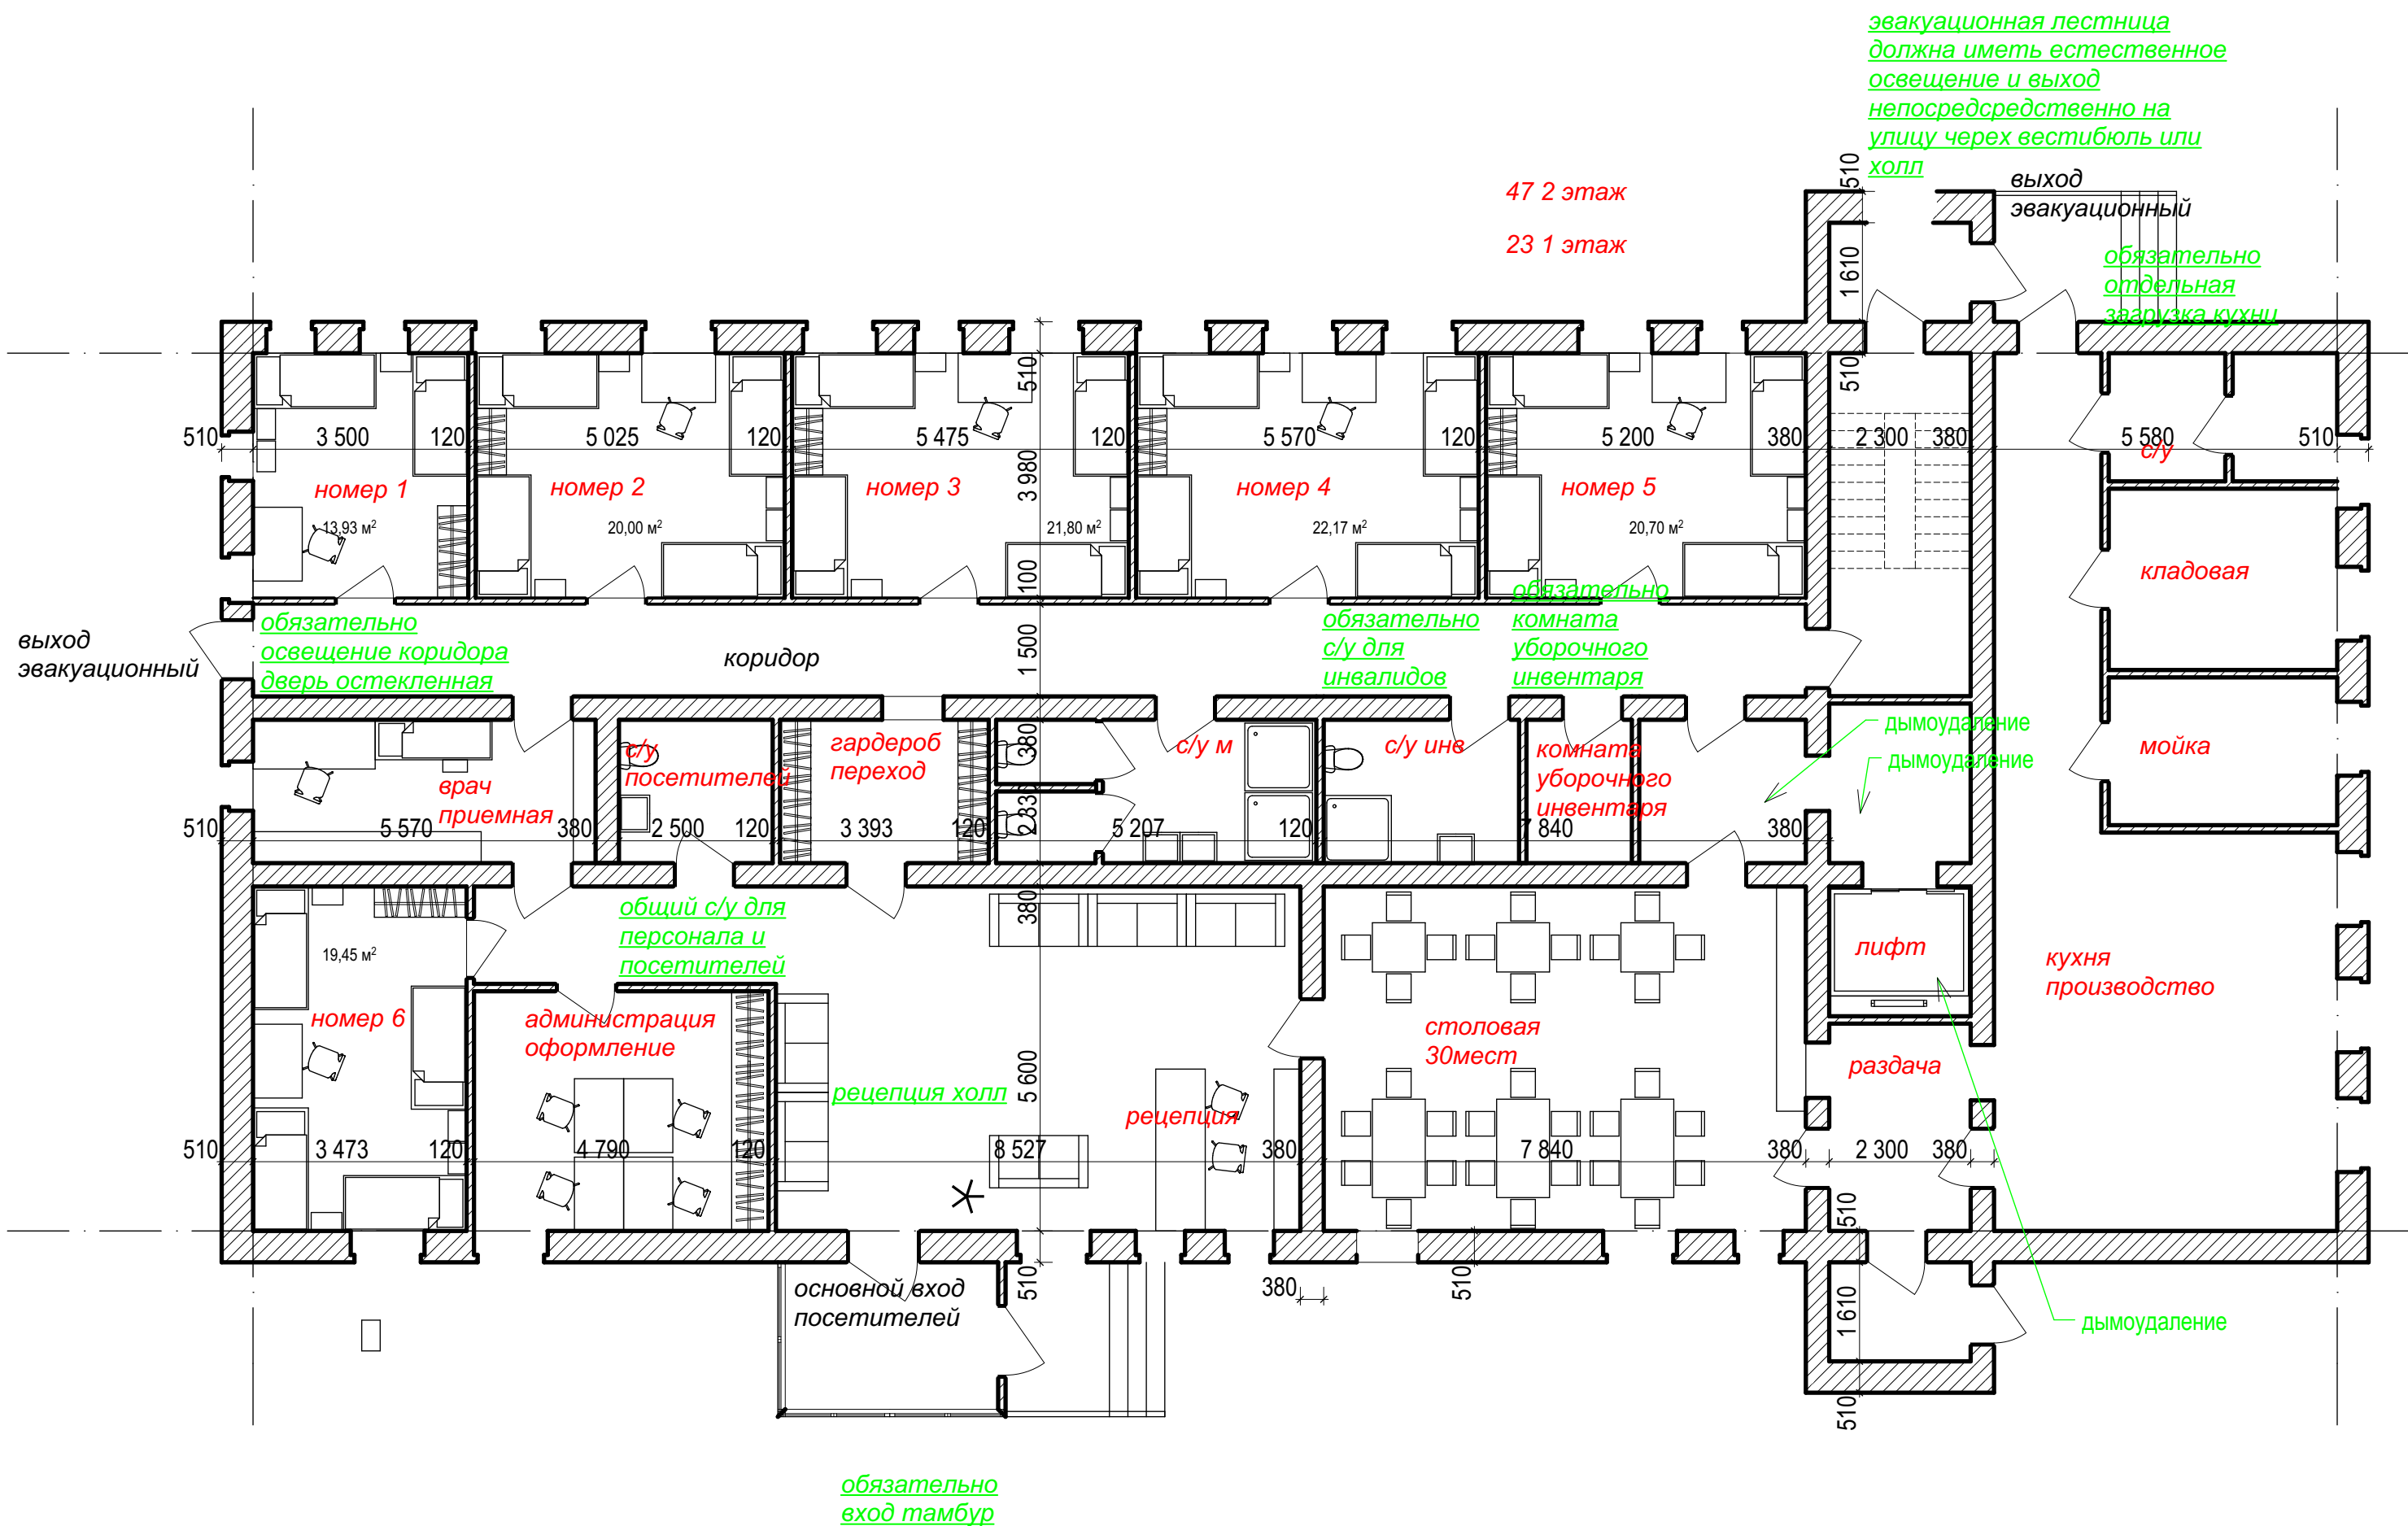 эвакуационная лестница
должна иметь естественное
освещение и выход
непосредсредственно на
улицу черех вестибюль или
холл
47 2 этаж
23 1 этаж
выход
эвакуационный
обязательно
отдельная
загрузка кухни
510
1 610
510
510
3 500
120
5 025
120
5 475
120
5 570
120
5 200
380
2 300
380
5 580
510
с/у
510
3 980
100
1 500
номер 1
номер 2
номер 3
номер 4
номер 5
13,93 м²
20,00 м²
21,80 м²
22,17 м²
20,70 м²
кладовая
выход
эвакуационный
обязательно
освещение коридора
дверь остекленная
коридор
обязательно
с/у для
инвалидов
обязательно
комната
уборочного
инвентаря
дымоудаление
дымоудаление
мойка
врач
приемная
с/у
посетителей
гардероб
переход
380
2 330
с/у м
с/у инв
комната
уборочного
инвентаря
510
5 570
380
2 500
120
3 393
120
5 207
120
7 840
380
380
общий с/у для
персонала и
посетителей
19,45 м²
номер 6
администрация
оформление
рецепция холл
5 600
рецепция
столовая
30мест
лифт
раздача
кухня
производство
510
3 473
120
4 790
120
8 527
380
7 840
380
2 300
380
510
1 610
510
510
380
510
основной вход
посетителей
дымоудаление
обязательно
вход тамбур